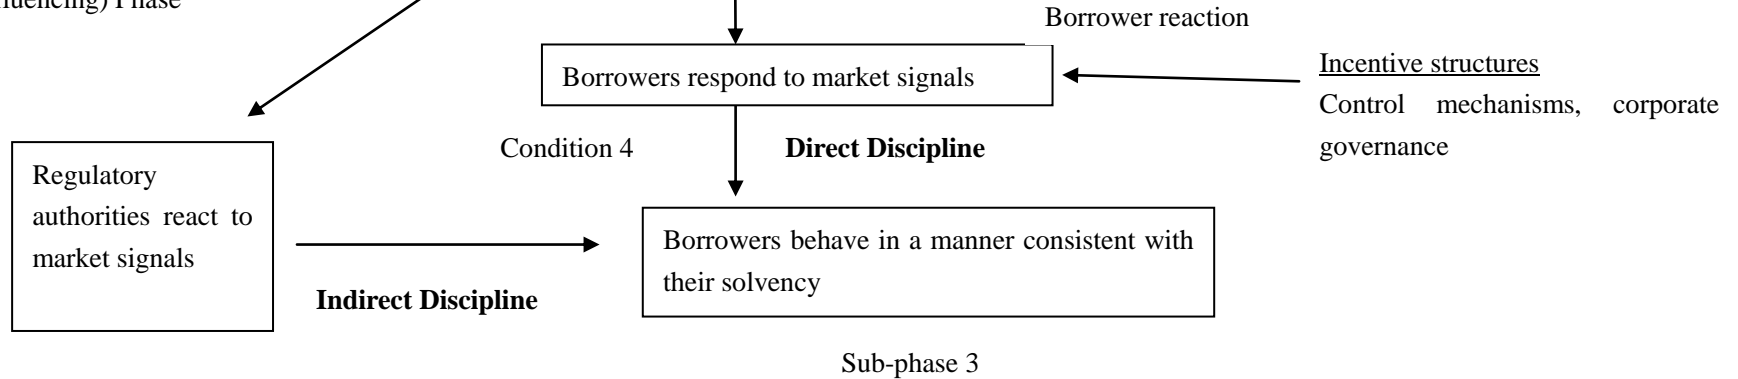 Phase
Borrower reaction
Borrowers respond to market signals
Incentive structures
Control mechanisms, corporate
governance
Condition 4
Direct Discipline
Regulatory
authorities react to
market signals
Indirect Discipline
Borrowers behave in a manner consistent with
their solvency
Sub-phase 3